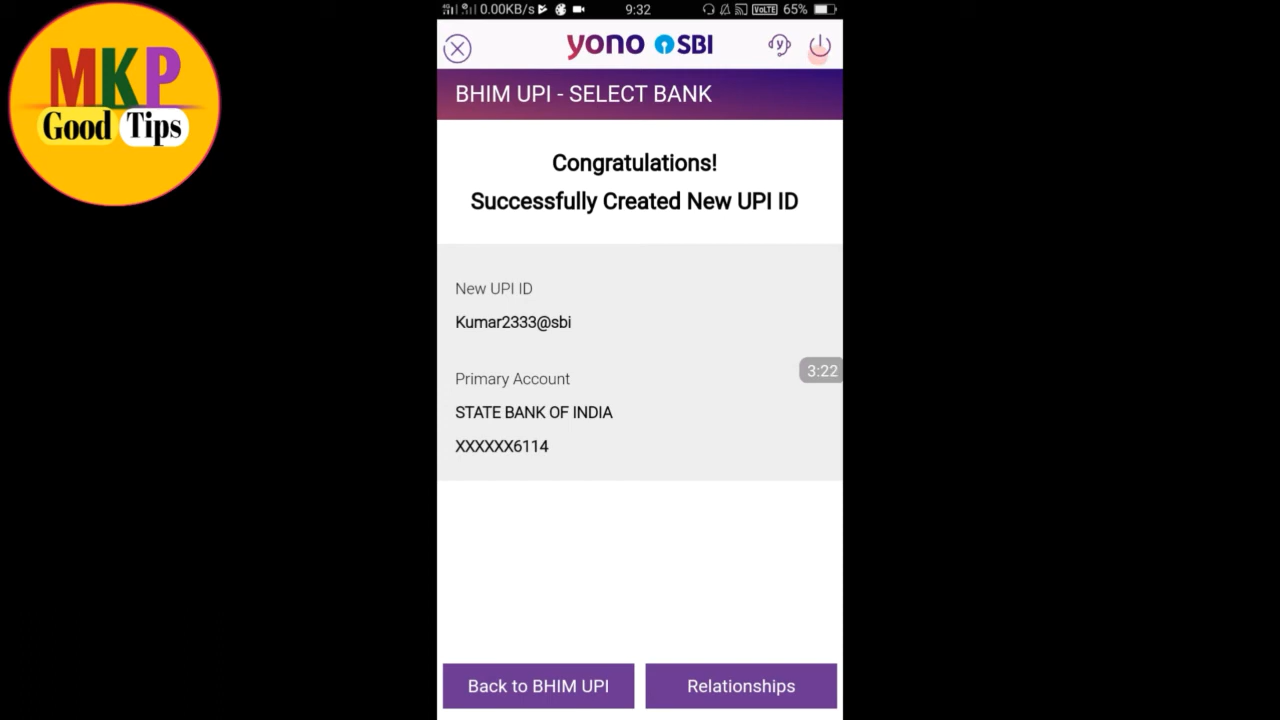 MKP
Good Tips
0.00KB/s 9:32 VoLTE 65%
yono SBI
BHIM UPI - SELECT BANK
Congratulations!
Successfully Created New UPI ID
New UPI ID
Kumar2333@sbi
3:22
Primary Account
STATE BANK OF INDIA
XXXXXX6114
Back to BHIM UPI Relationships